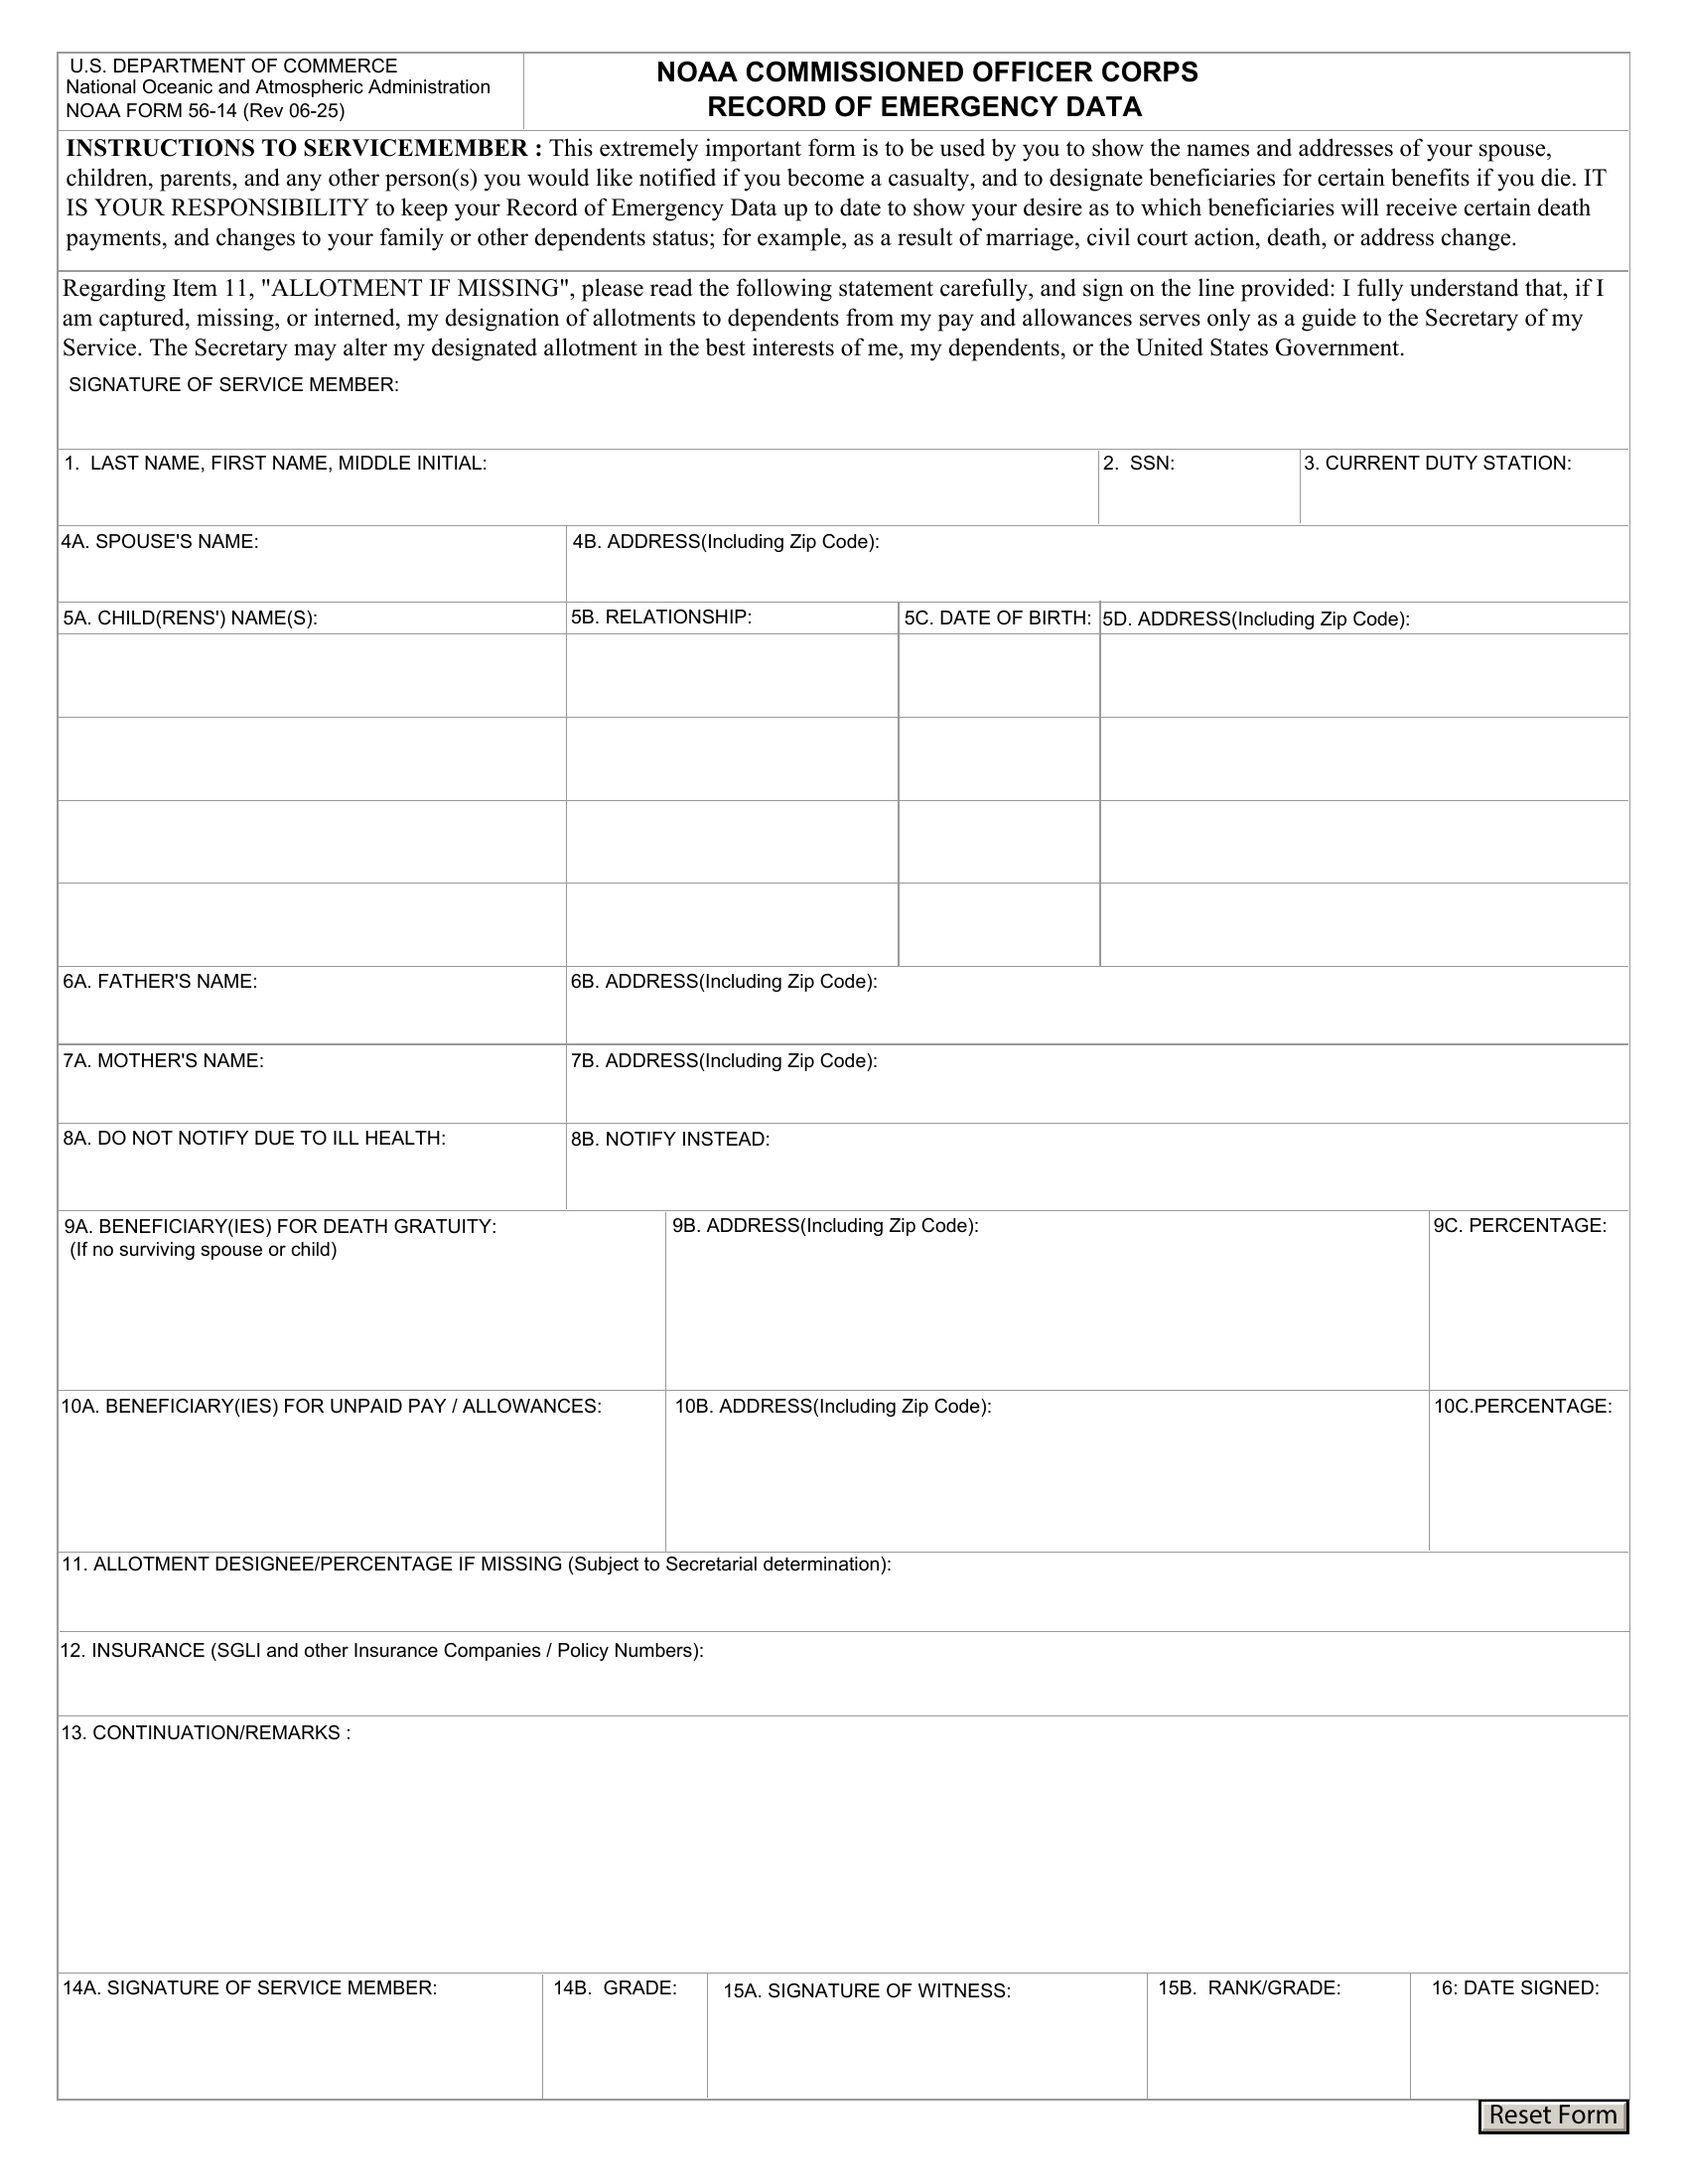 U.S. DEPARTMENT OF COMMERCE
National Oceanic and Atmospheric Administration
NOAA FORM 56-14 (Rev 06-25)
NOAA COMMISSIONED OFFICER CORPS
RECORD OF EMERGENCY DATA
INSTRUCTIONS TO SERVICEMEMBER : This extremely important form is to be used by you to show the names and addresses of your spouse,
children, parents, and any other person(s) you would like notified if you become a casualty, and to designate beneficiaries for certain benefits if you die. IT
IS YOUR RESPONSIBILITY to keep your Record of Emergency Data up to date to show your desire as to which beneficiaries will receive certain death
payments, and changes to your family or other dependents status; for example, as a result of marriage, civil court action, death, or address change.
Regarding Item 11, "ALLOTMENT IF MISSING", please read the following statement carefully, and sign on the line provided: I fully understand that, if I
am captured, missing, or interned, my designation of allotments to dependents from my pay and allowances serves only as a guide to the Secretary of my
Service. The Secretary may alter my designated allotment in the best interests of me, my dependents, or the United States Government.
SIGNATURE OF SERVICE MEMBER:
1. LAST NAME, FIRST NAME, MIDDLE INITIAL:
2. SSN:
3. CURRENT DUTY STATION:
4A. SPOUSE'S NAME:
4B. ADDRESS(Including Zip Code):
5A. CHILD(RENS') NAME(S):
5B. RELATIONSHIP:
5C. DATE OF BIRTH:
5D. ADDRESS(Including Zip Code):
6A. FATHER'S NAME:
6B. ADDRESS(Including Zip Code):
7A. MOTHER'S NAME:
7B. ADDRESS(Including Zip Code):
8A. DO NOT NOTIFY DUE TO ILL HEALTH:
8B. NOTIFY INSTEAD:
9A. BENEFICIARY(IES) FOR DEATH GRATUITY:
(If no surviving spouse or child)
9B. ADDRESS(Including Zip Code):
9C. PERCENTAGE:
10A. BENEFICIARY(IES) FOR UNPAID PAY / ALLOWANCES:
10B. ADDRESS(Including Zip Code):
10C.PERCENTAGE:
11. ALLOTMENT DESIGNEE/PERCENTAGE IF MISSING (Subject to Secretarial determination):
12. INSURANCE (SGLI and other Insurance Companies / Policy Numbers):
13. CONTINUATION/REMARKS :
14A. SIGNATURE OF SERVICE MEMBER:
14B. GRADE:
15A. SIGNATURE OF WITNESS:
15B. RANK/GRADE:
16: DATE SIGNED:
Reset Form